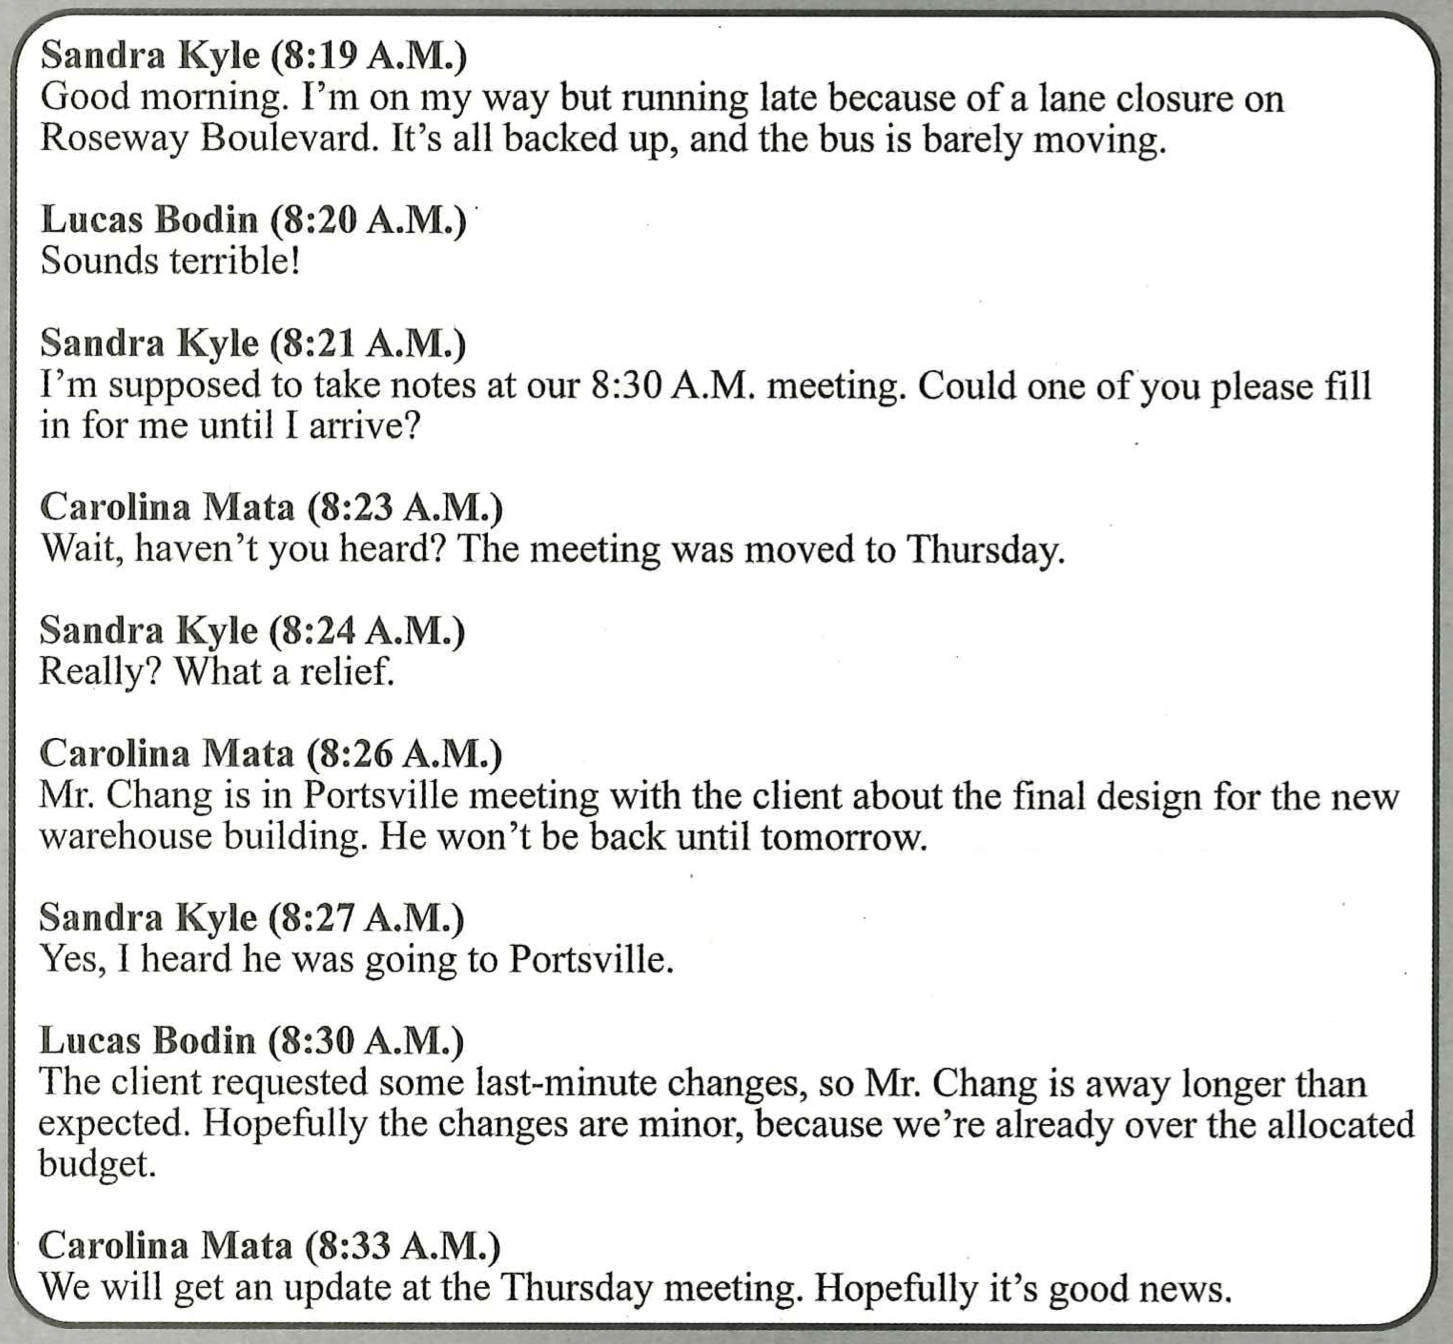 Sandra Kyle (8:19 A.M.)
Good morning. I'm on my way but running late because of a lane closure on
Roseway Boulevard. It's all backed up, and the bus is barely moving.
Lucas Bodin (8:20 A.M.)
Sounds terrible!
Sandra Kyle (8:21 A.M.)
I'm supposed to take notes at our 8:30 A.M. meeting. Could one of you please fill
in for me until I arrive?
Carolina Mata (8:23 A.M.)
Wait, haven't you heard? The meeting was moved to Thursday.
Sandra Kyle (8:24 A.M.)
Really? What a relief.
Carolina Mata (8:26 A.M.)
Mr. Chang is in Portsville meeting with the client about the final design for the new
warehouse building. He won't be back until tomorrow.
Sandra Kyle (8:27 A.M.)
Yes, I heard he was going to Portsville.
Lucas Bodin (8:30 A.M.)
The client requested some last-minute changes, so Mr. Chang is away longer than
expected. Hopefully the changes are minor, because we're already over the allocated
budget.
Carolina Mata (8:33 A.M.)
We will get an update at the Thursday meeting. Hopefully it's good news.